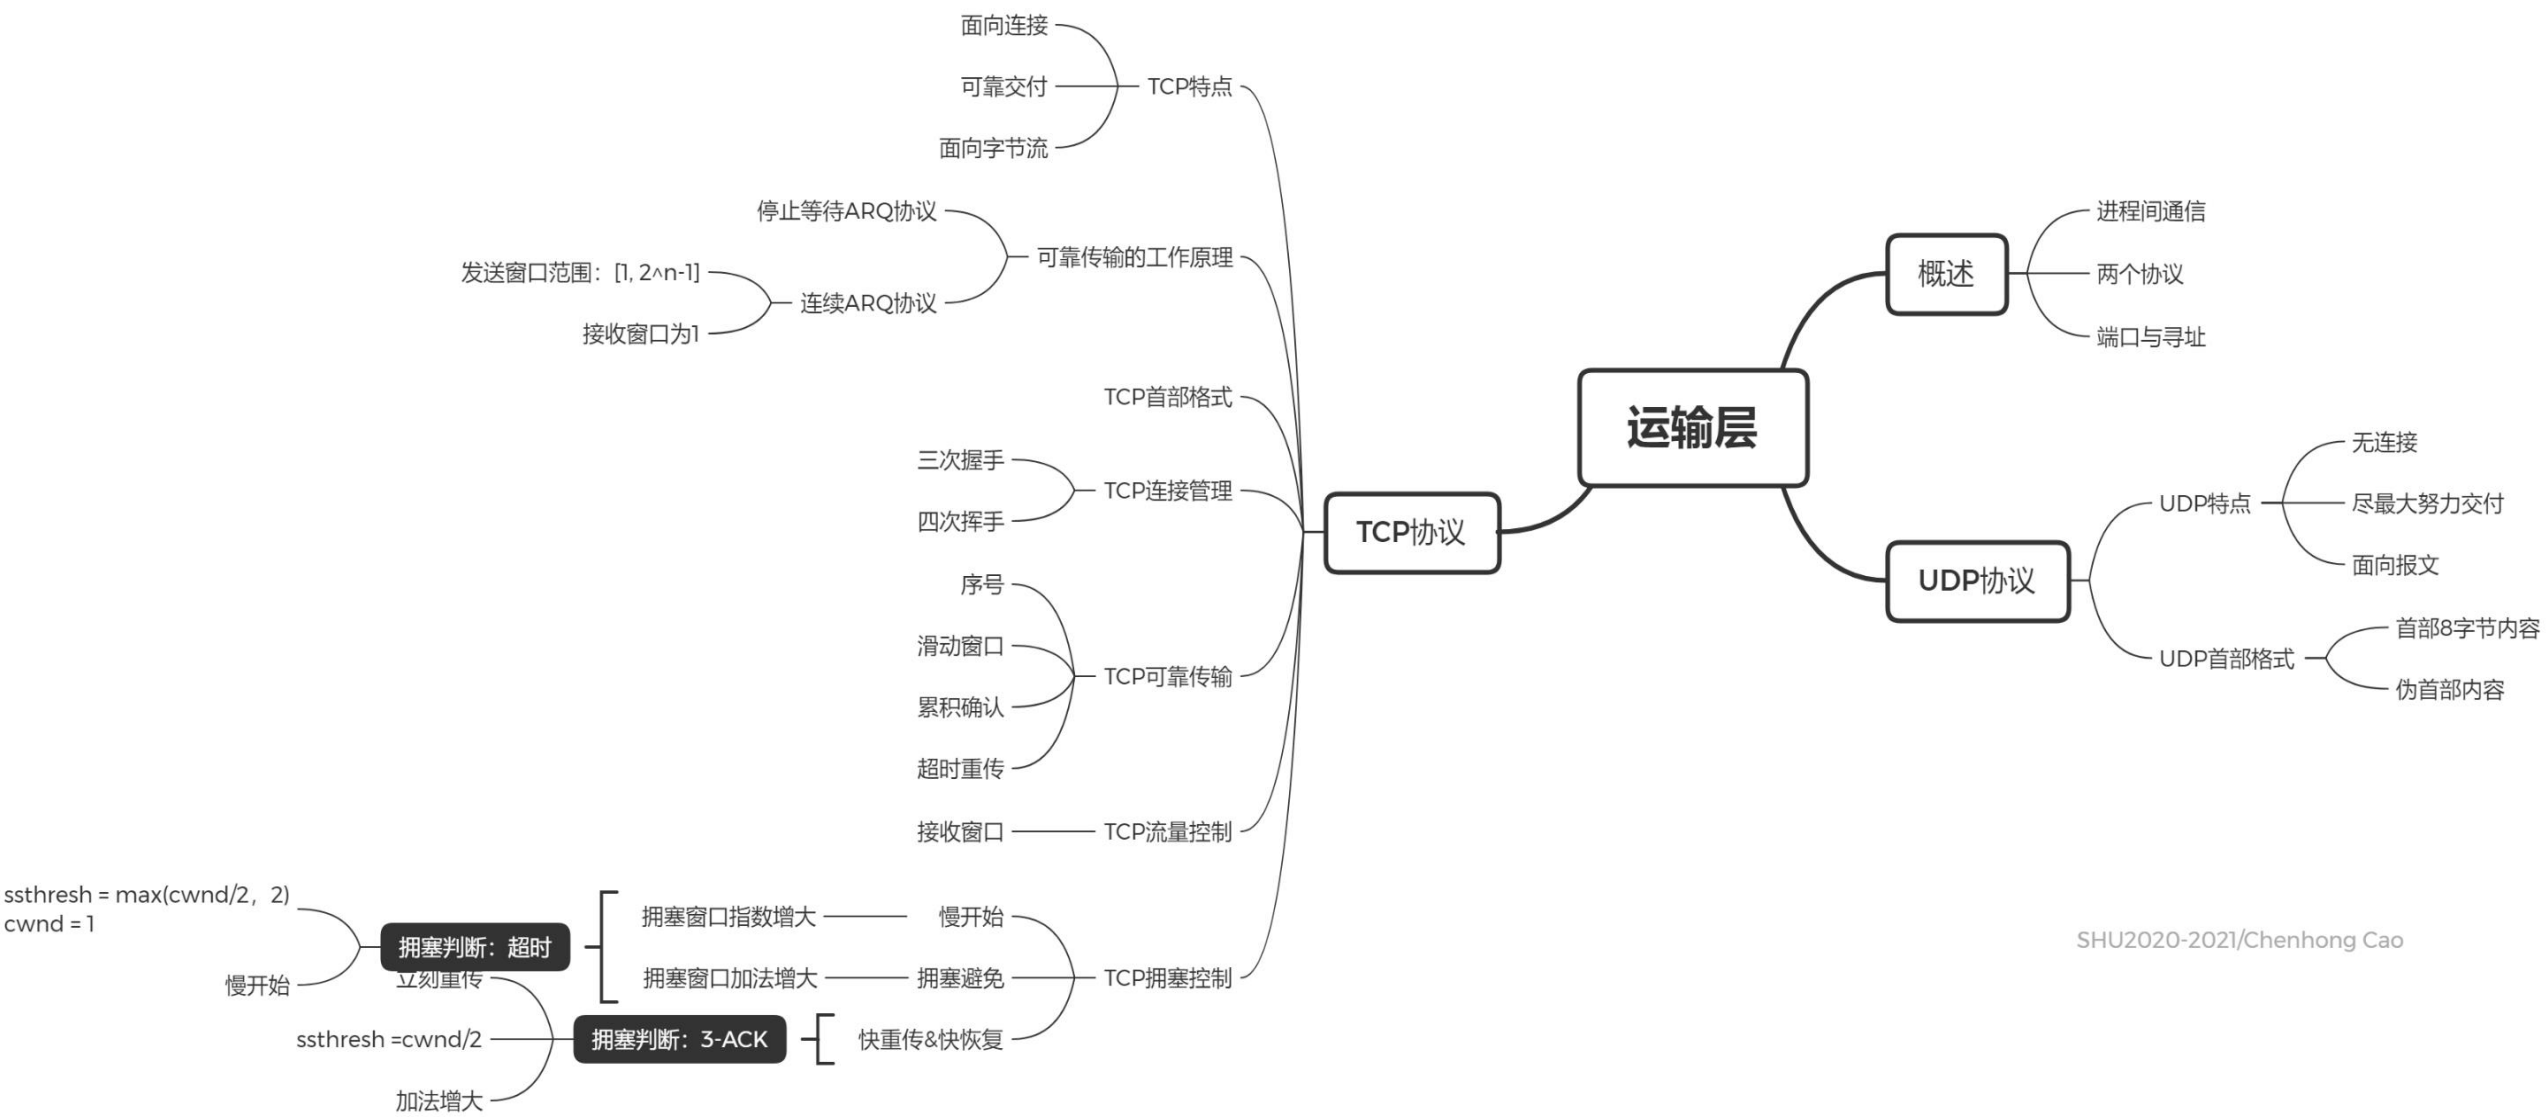 运输层
概述
进程间通信
两个协议
端口与寻址
UDP协议
UDP特点
无连接
尽最大努力交付
面向报文
UDP首部格式
首部8字节内容
伪首部内容
TCP协议
TCP特点
面向连接
可靠交付
面向字节流
可靠传输的工作原理
停止等待ARQ协议
连续ARQ协议
发送窗口范围：[1, 2^n-1]
接收窗口为1
TCP首部格式
TCP连接管理
三次握手
四次挥手
TCP可靠传输
序号
滑动窗口
累积确认
超时重传
TCP流量控制
接收窗口
TCP拥塞控制
慢开始
拥塞窗口指数增大
拥塞避免
拥塞窗口加法增大
拥塞判断：超时
ssthresh = max(cwnd/2，2)
cwnd = 1
慢开始
快重传&快恢复
拥塞判断：3-ACK
立刻重传
ssthresh =cwnd/2
加法增大
SHU2020-2021/Chenhong Cao